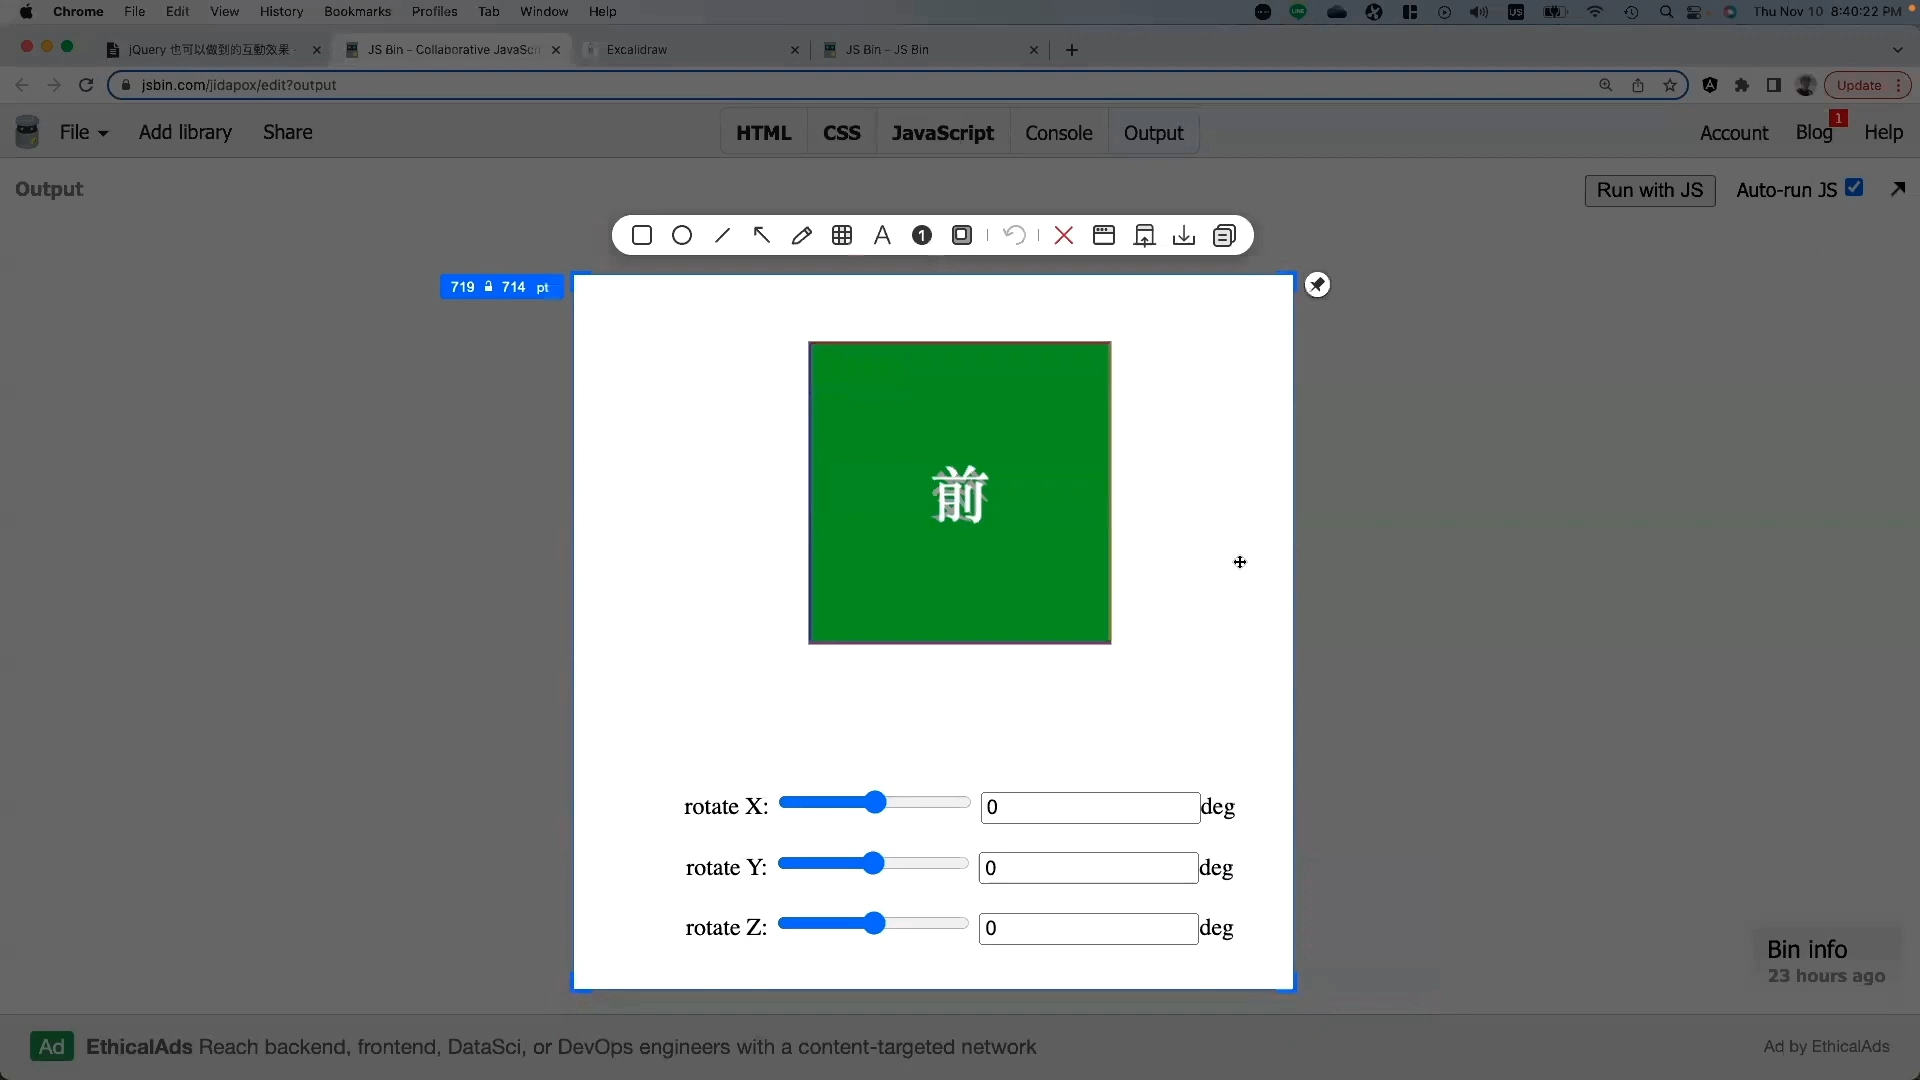 Chrome File Edit View History Bookmarks Profiles Tab Window Help
US
Thu Nov 10 8:40:22 PM
jQuery 也可以做到的互動效果
JS Bin - Collaborative JavaScri
Excalidraw
JS Bin - JS Bin
jsbin.com/jidapox/edit?output
Update
File
Add library
Share
HTML
CSS
JavaScript
Console
Output
Account
Blog
1
Help
Output
Run with JS
Auto-run JS
A
1
719 714 pt
前
rotate X: 0 deg
rotate Y: 0 deg
rotate Z: 0 deg
Bin info
23 hours ago
Ad EthicalAds Reach backend, frontend, DataSci, or DevOps engineers with a content-targeted network
Ad by EthicalAds